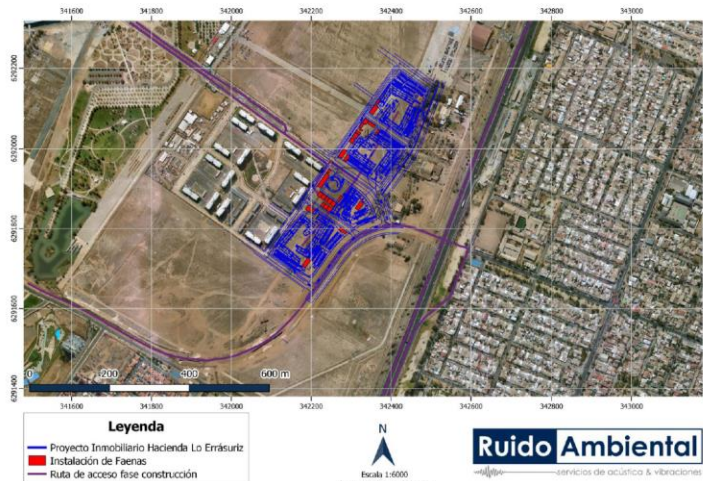 341600 341800 342000 342200 342400 342600 342800 343000
6292200
6292000
6291800
6291600
6291400
0 200 400 600 m
341600 341800 342000 342200 342400 342600 342800 343000
Leyenda
Proyecto Inmobiliario Hacienda Lo Errásuriz
Instalación de Faenas
Ruta de acceso fase construcción
N
Escala 1:6000
Ruido Ambiental
servicios de acústica & vibraciones